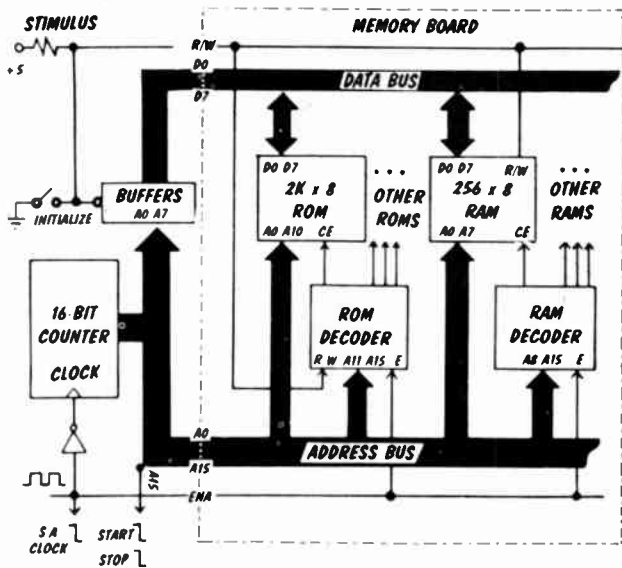 STIMULUS
MEMORY BOARD
+5
R/W
D0
D7
DATA BUS
D0 D7
2K x 8
ROM
A0 A10 CE
• • •
OTHER
ROMS
D0 D7 R/W
256 x 8
RAM
A0 A7 CE
• • •
OTHER
RAMS
INITIALIZE
BUFFERS
A0 A7
16-BIT
COUNTER
CLOCK
ROM
DECODER
R W A11 A15 E
RAM
DECODER
A8 A15 E
A0
A15
ADDRESS BUS
A15
ENA
SA
CLOCK
START
STOP